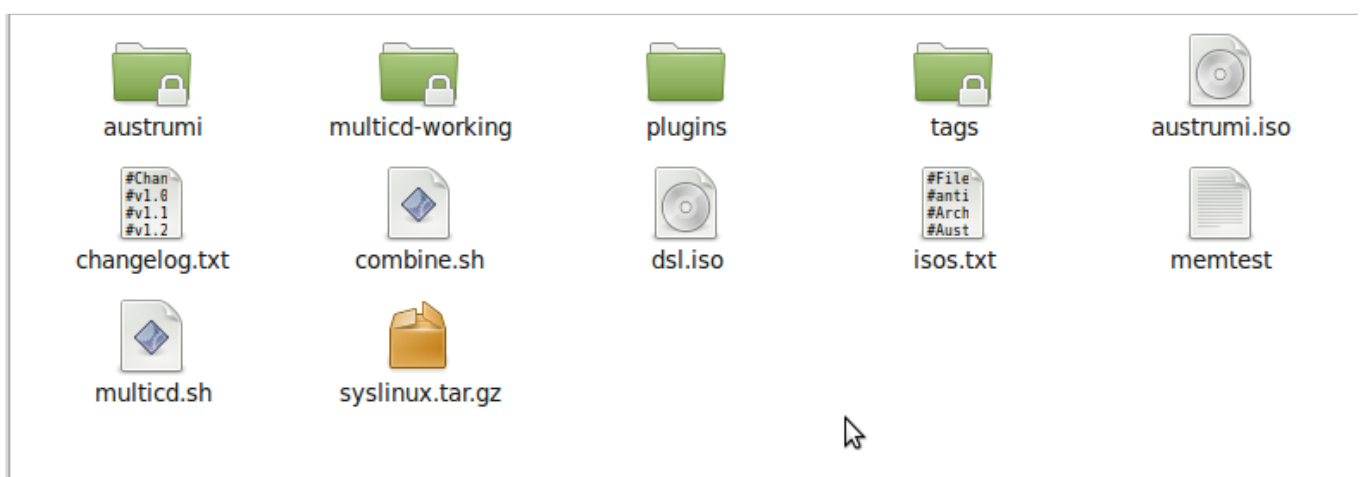 austrumi
multicd-working
plugins
tags
austrumi.iso
#Chan
#v1.0
#v1.1
#v1.2
changelog.txt
combine.sh
dsl.iso
#File
#anti
#Arch
#Aust
isos.txt
memtest
multicd.sh
syslinux.tar.gz